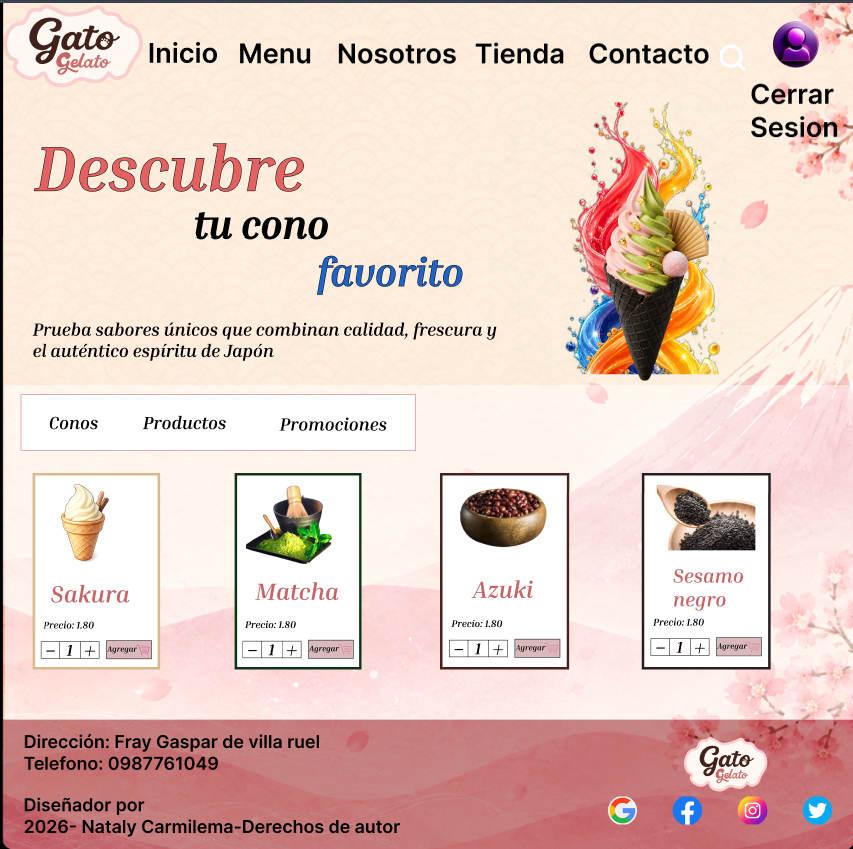 Gato
Gelato
Inicio Menu Nosotros Tienda Contacto
Cerrar
Sesion
Descubre
tu cono
favorito
Prueba sabores únicos que combinan calidad, frescura y
el auténtico espíritu de Japón
Conos Productos Promociones
Sakura
Precio: 1.80
− 1 + Agregar
Matcha
Precio: 1.80
− 1 + Agregar
Azuki
Precio: 1.80
− 1 + Agregar
Sesamo
negro
Precio: 1.80
− 1 + Agregar
Dirección: Fray Gaspar de villa ruel
Telefono: 0987761049
Diseñador por
2026- Nataly Carmilema-Derechos de autor
Gato
Gelato